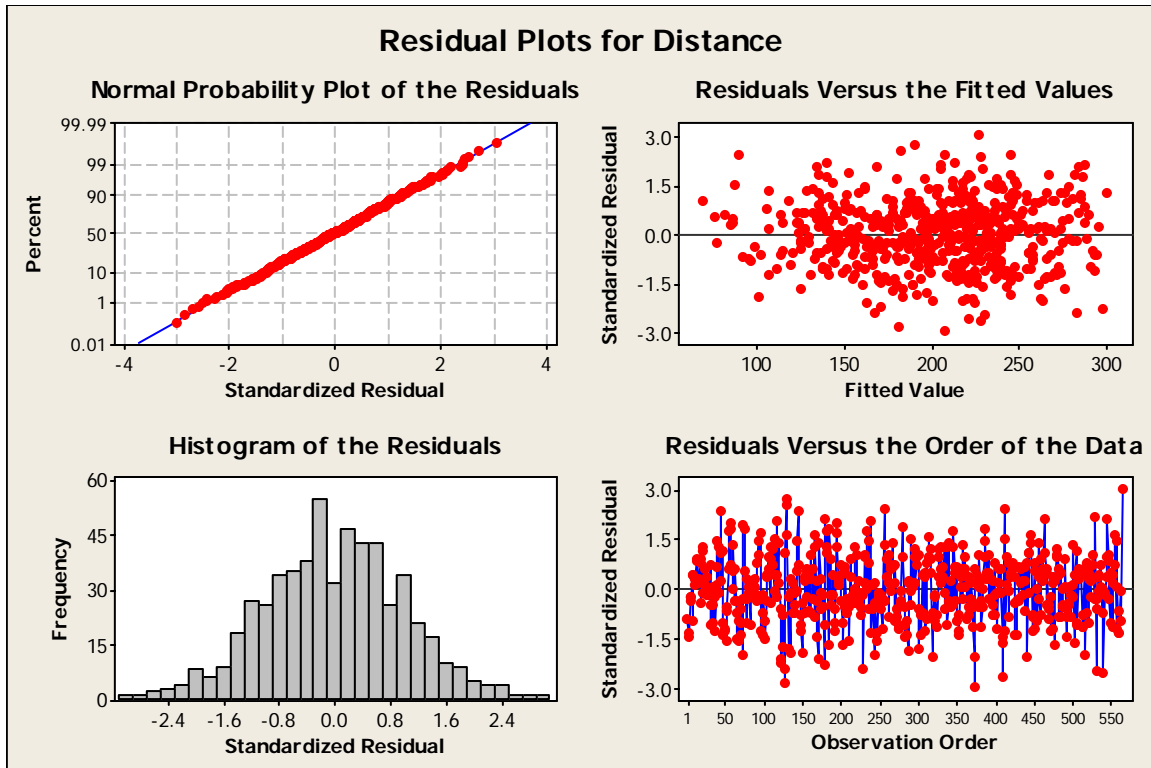 Residual Plots for Distance
Normal Probability Plot of the Residuals
99.99
99
90
50
10
1
0.01
Percent
-4 -2 0 2 4
Standardized Residual
Residuals Versus the Fitted Values
3.0
1.5
0.0
-1.5
-3.0
Standardized Residual
100 150 200 250 300
Fitted Value
Histogram of the Residuals
60
45
30
15
0
Frequency
-2.4 -1.6 -0.8 0.0 0.8 1.6 2.4
Standardized Residual
Residuals Versus the Order of the Data
3.0
1.5
0.0
-1.5
-3.0
Standardized Residual
1 50 100 150 200 250 300 350 400 450 500 550
Observation Order